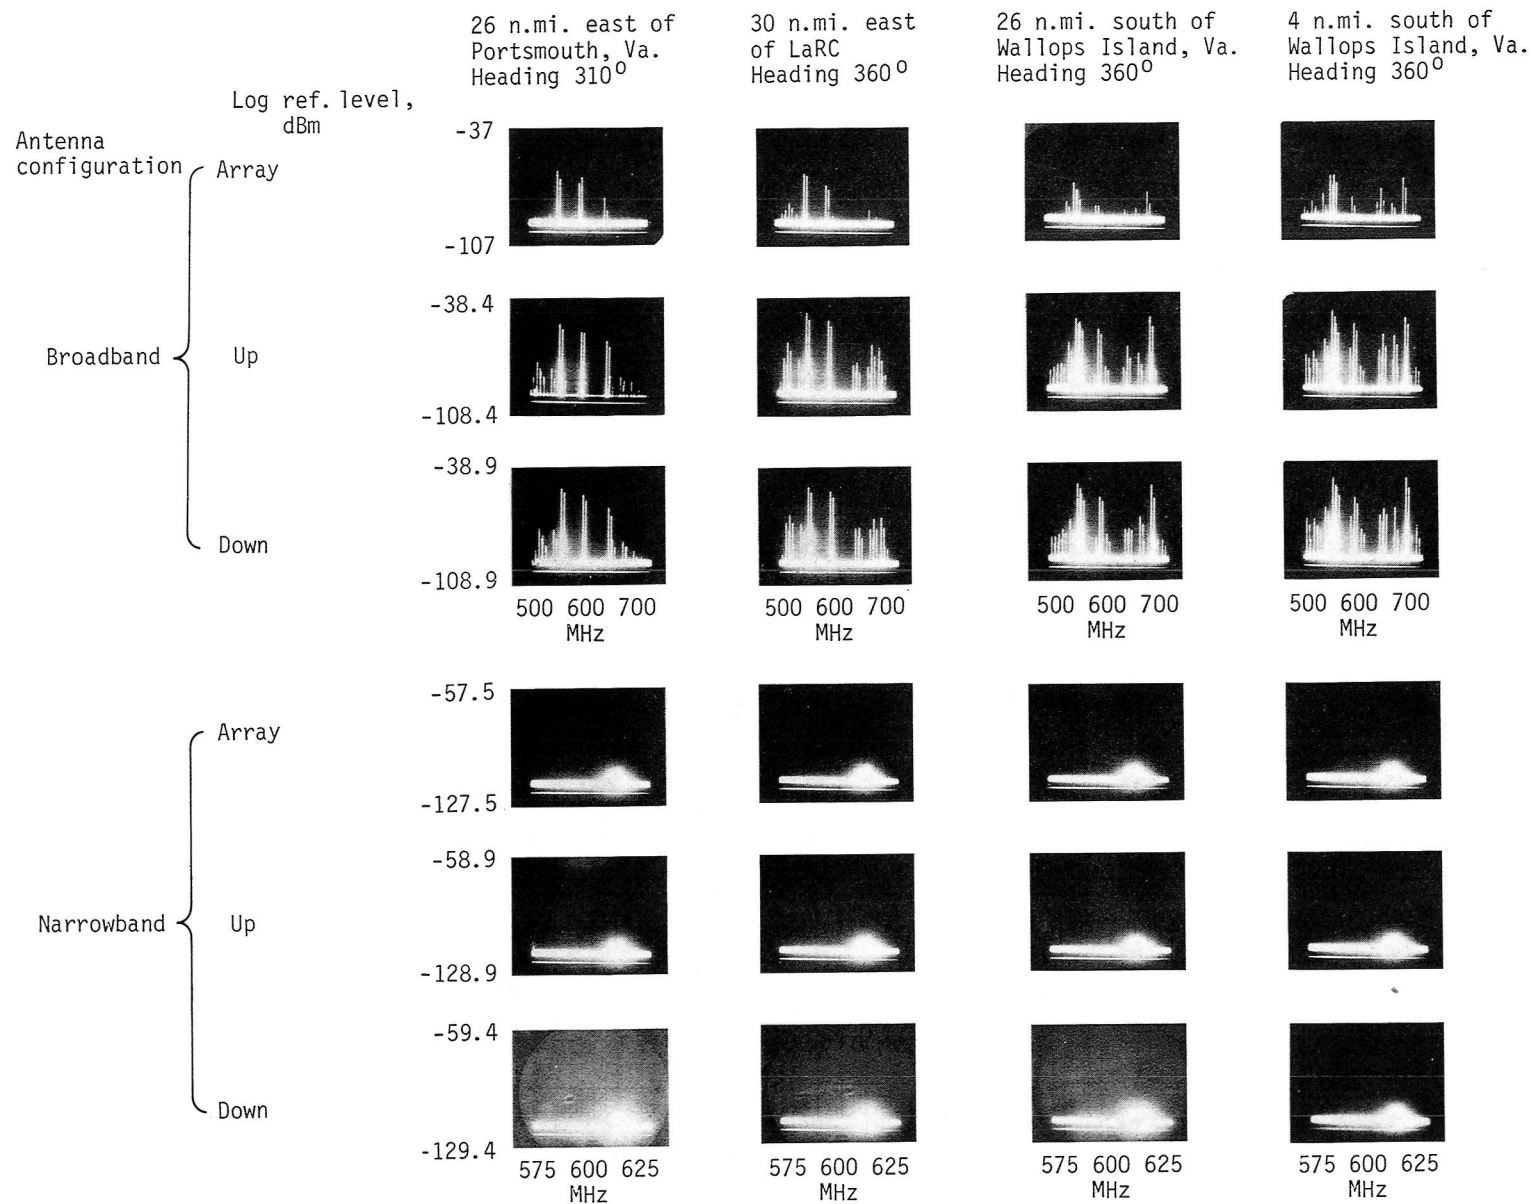 26 n.mi. east of
Portsmouth, Va.
Heading 310°
30 n.mi. east
of LaRC
Heading 360°
26 n.mi. south of
Wallops Island, Va.
Heading 360°
4 n.mi. south of
Wallops Island, Va.
Heading 360°
Log ref. level,
dBm
Antenna
configuration
Broadband
Array
-37
-107
Up
-38.4
-108.4
Down
-38.9
-108.9
500 600 700
MHz
500 600 700
MHz
500 600 700
MHz
500 600 700
MHz
Narrowband
Array
-57.5
-127.5
Up
-58.9
-128.9
Down
-59.4
-129.4
575 600 625
MHz
575 600 625
MHz
575 600 625
MHz
575 600 625
MHz